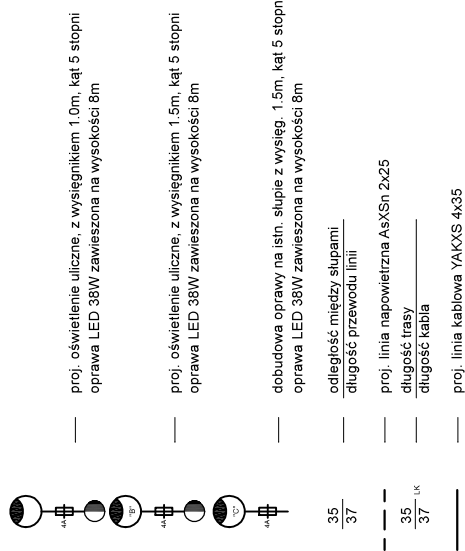 4A
proj. oświetlenie uliczne, z wysięgnikiem 1.0m, kąt 5 stopni
oprawa LED 38W zawieszona na wysokości 8m
"B"
4A
proj. oświetlenie uliczne, z wysięgnikiem 1.5m, kąt 5 stopni
oprawa LED 38W zawieszona na wysokości 8m
"C"
4A
dobudowa oprawy na istn. słupie z wysięg. 1.5m, kąt 5 stopn
oprawa LED 38W zawieszona na wysokości 8m
35
37
odległość między słupami
długość przewodu linii
proj. linia napowietrzna AsXSn 2x25
35
37 LK
długość trasy
długość kabla
proj. linia kablowa YAKXS 4x35